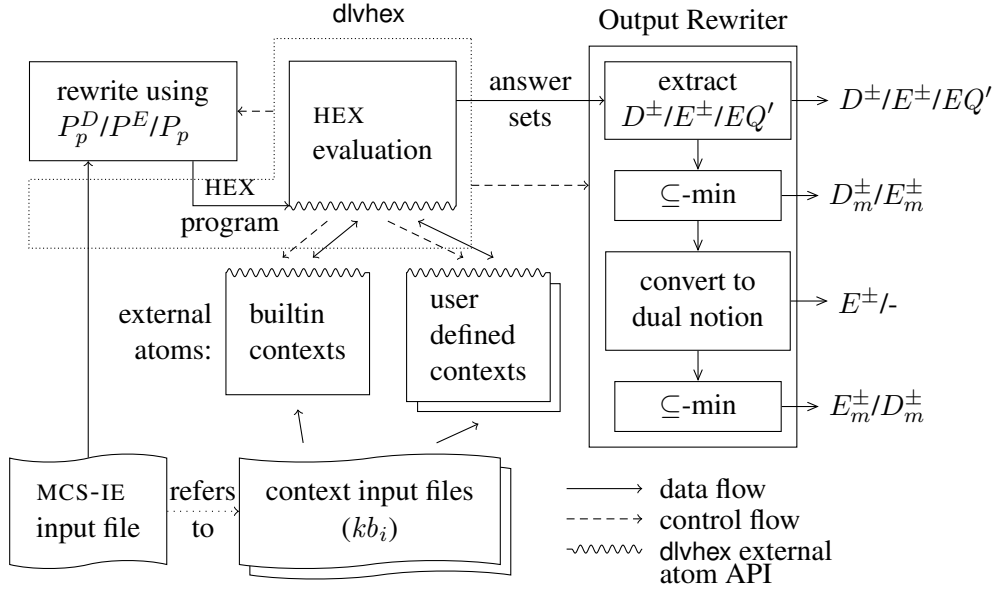 dlvhex
Output Rewriter
rewrite using
P_p^D/P^E/P_p
HEX
evaluation
answer
sets
extract
D^±/E^±/EQ′
D^±/E^±/EQ′
HEX
program
⊆-min
D_m^±/E_m^±
external
atoms:
builtin
contexts
user
defined
contexts
convert to
dual notion
E^±/-
⊆-min
E_m^±/D_m^±
MCS-IE
input file
refers
to
context input files
(kb_i)
data flow
control flow
dlvhex external
atom API